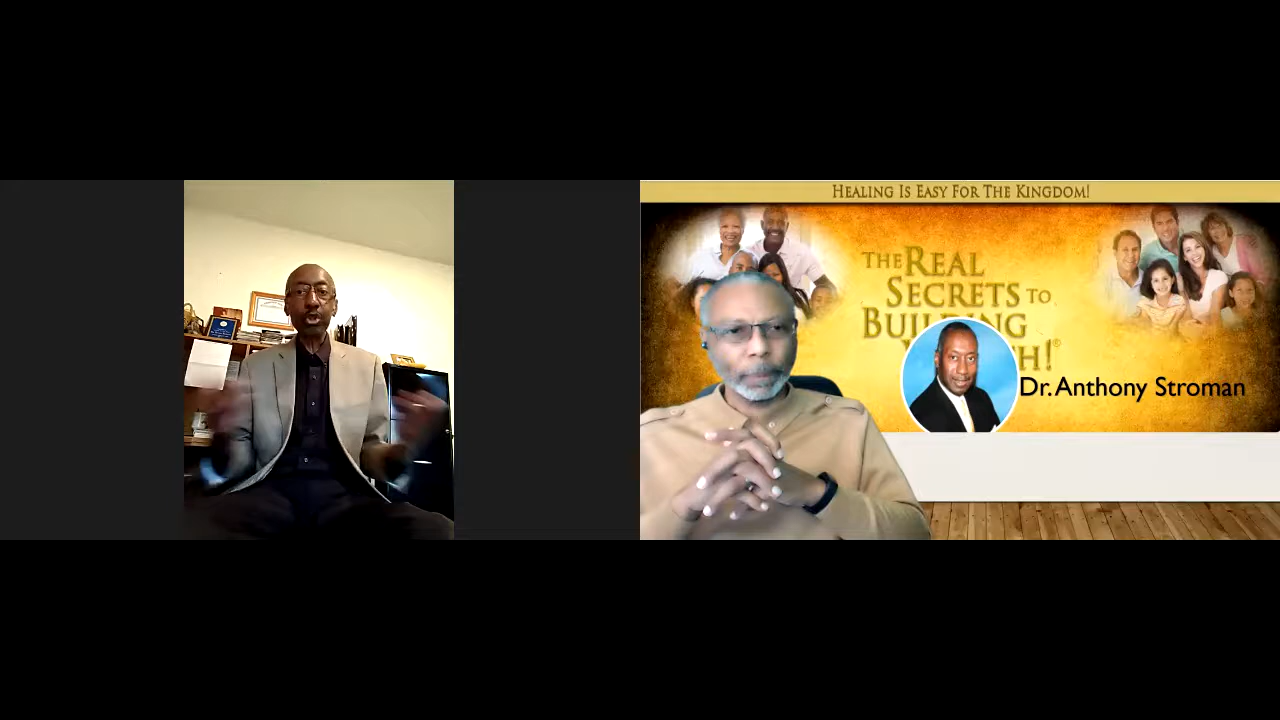 HEALING IS EASY FOR THE KINGDOM!
THE REAL
SECRETS TO
BUILDING
Dr. Anthony Stroman